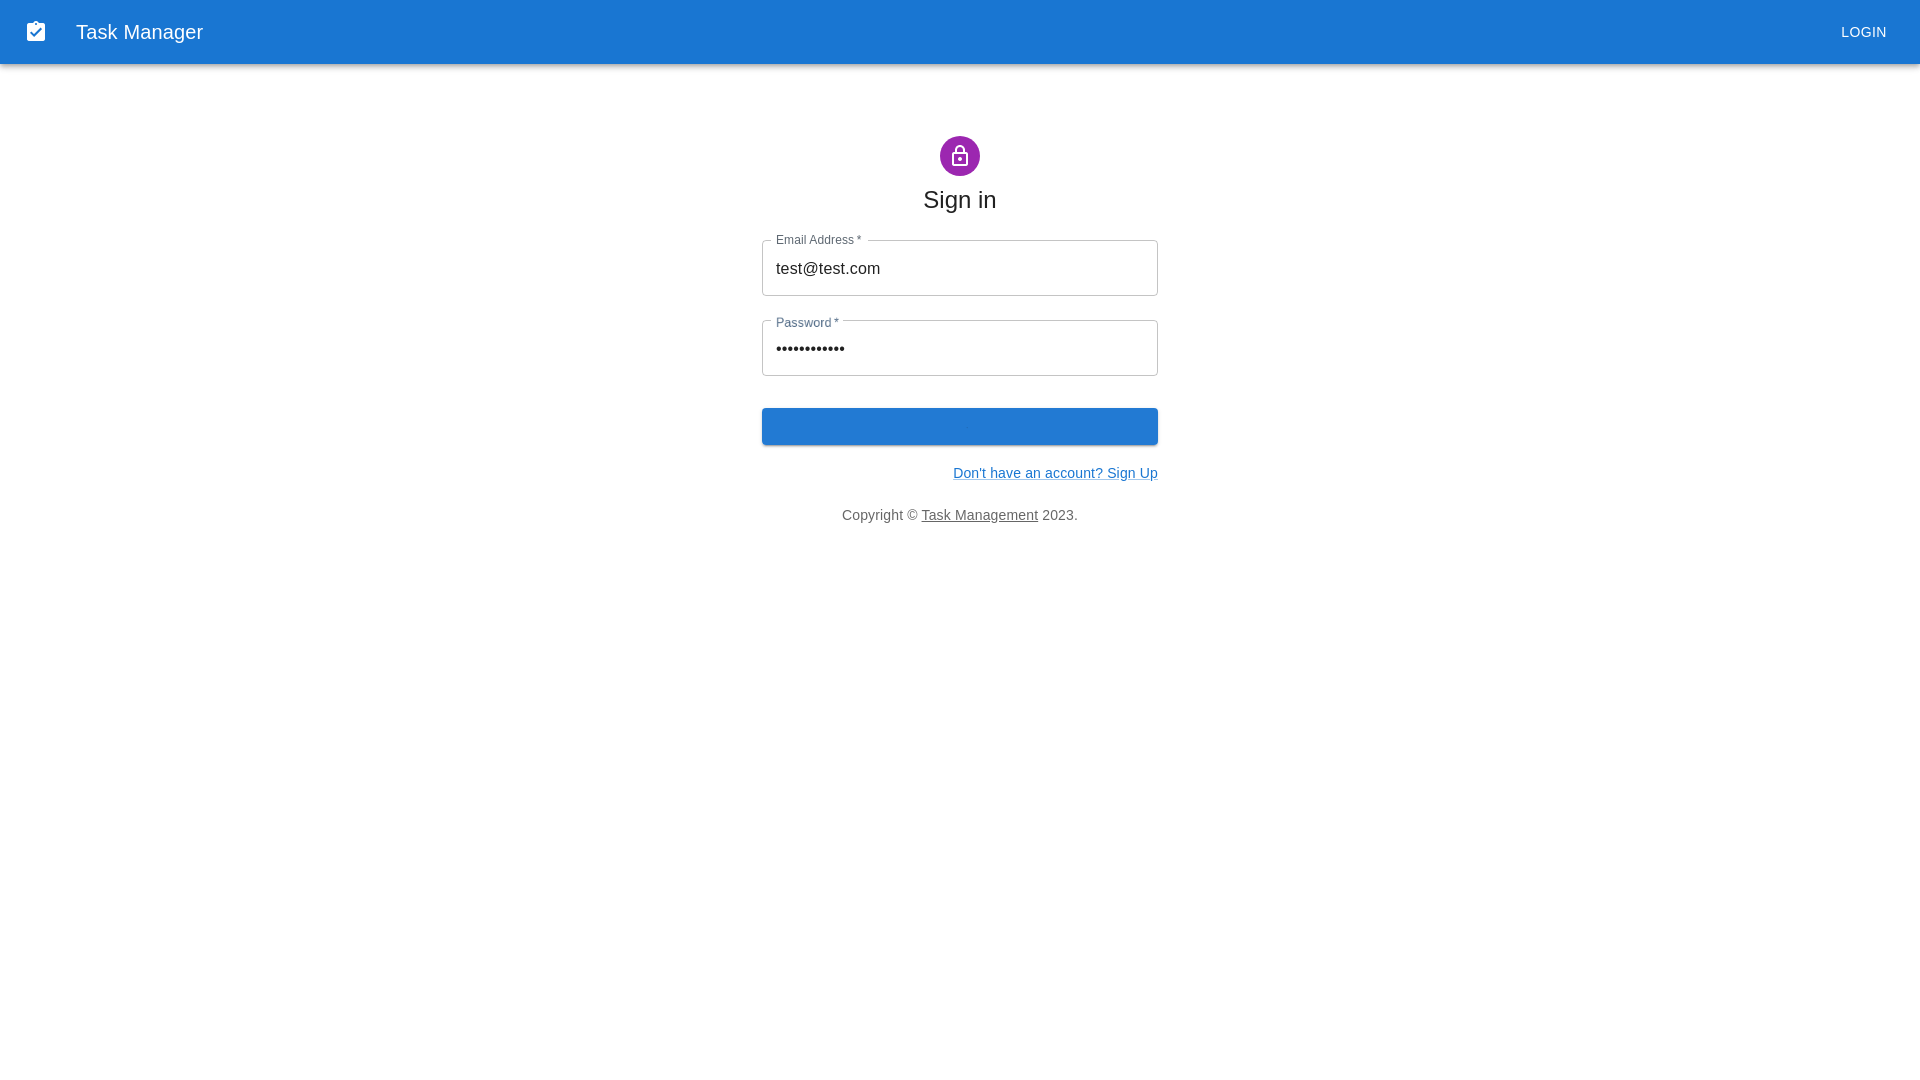 Task Manager
LOGIN
Sign in
Email Address *
test@test.com
Password *
••••••••••••
Don't have an account? Sign Up
Copyright © Task Management 2023.